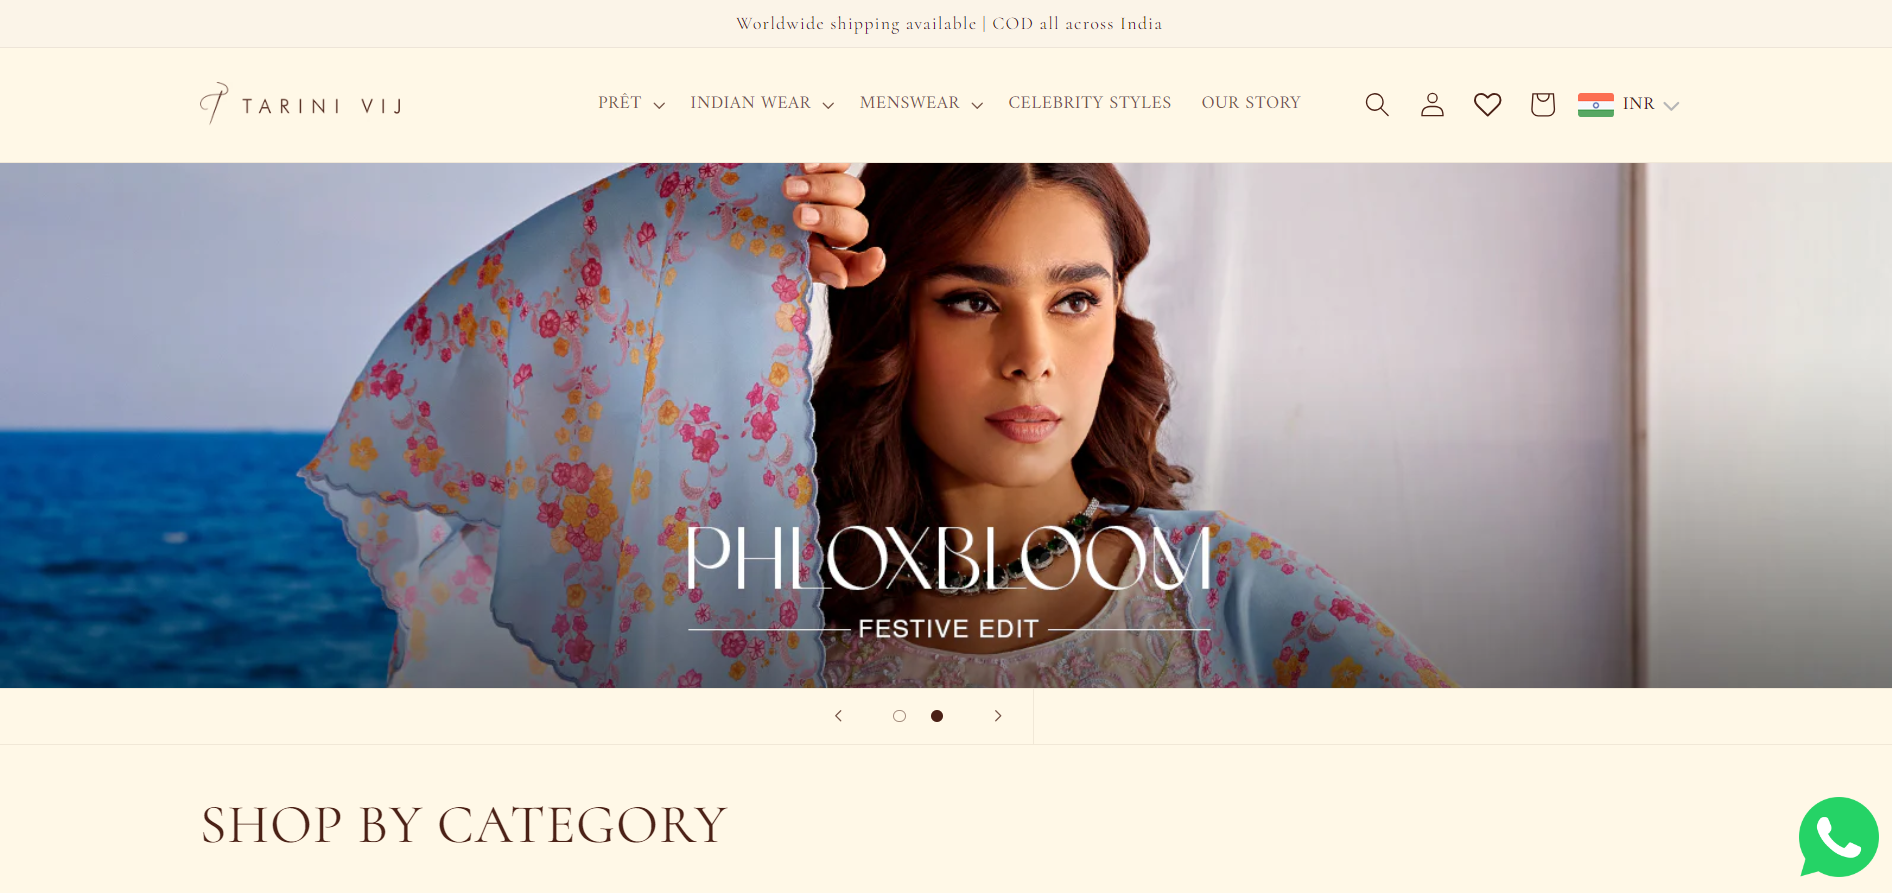 Worldwide shipping available | COD all across India
TARINI VIJ
PRÊT
INDIAN WEAR
MENSWEAR
CELEBRITY STYLES
OUR STORY
INR
PHLOXBLOOM
FESTIVE EDIT
SHOP BY CATEGORY